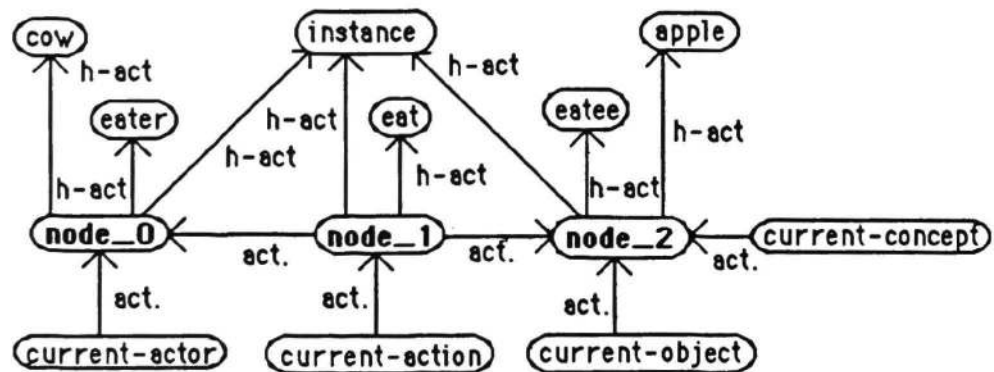 cow
instance
apple
h-act
eater
h-act
eat
eatee
h-act
h-act
h-act
h-act
h-act
h-act
node_0
node_1
node_2
current-concept
act.
act.
act.
act.
act.
act.
current-actor
current-action
current-object